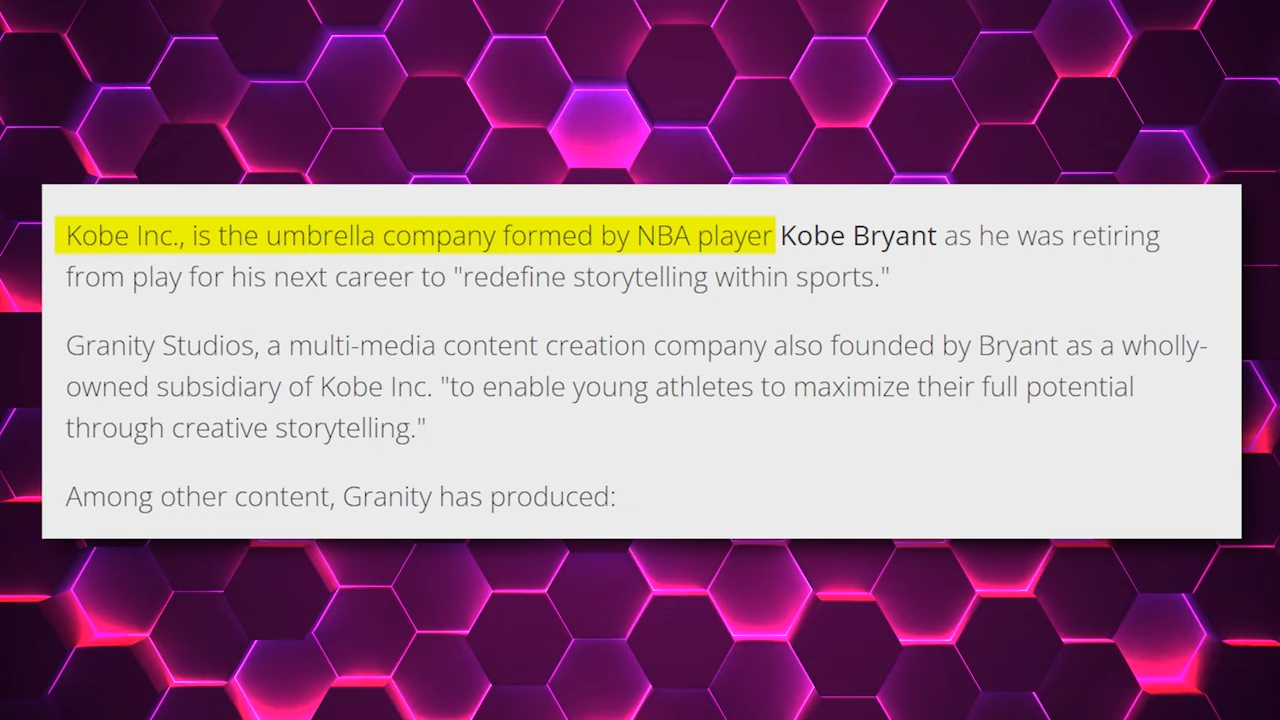 Kobe Inc., is the umbrella company formed by NBA player Kobe Bryant as he was retiring
from play for his next career to "redefine storytelling within sports."
Granity Studios, a multi-media content creation company also founded by Bryant as a wholly-
owned subsidiary of Kobe Inc. "to enable young athletes to maximize their full potential
through creative storytelling."
Among other content, Granity has produced: